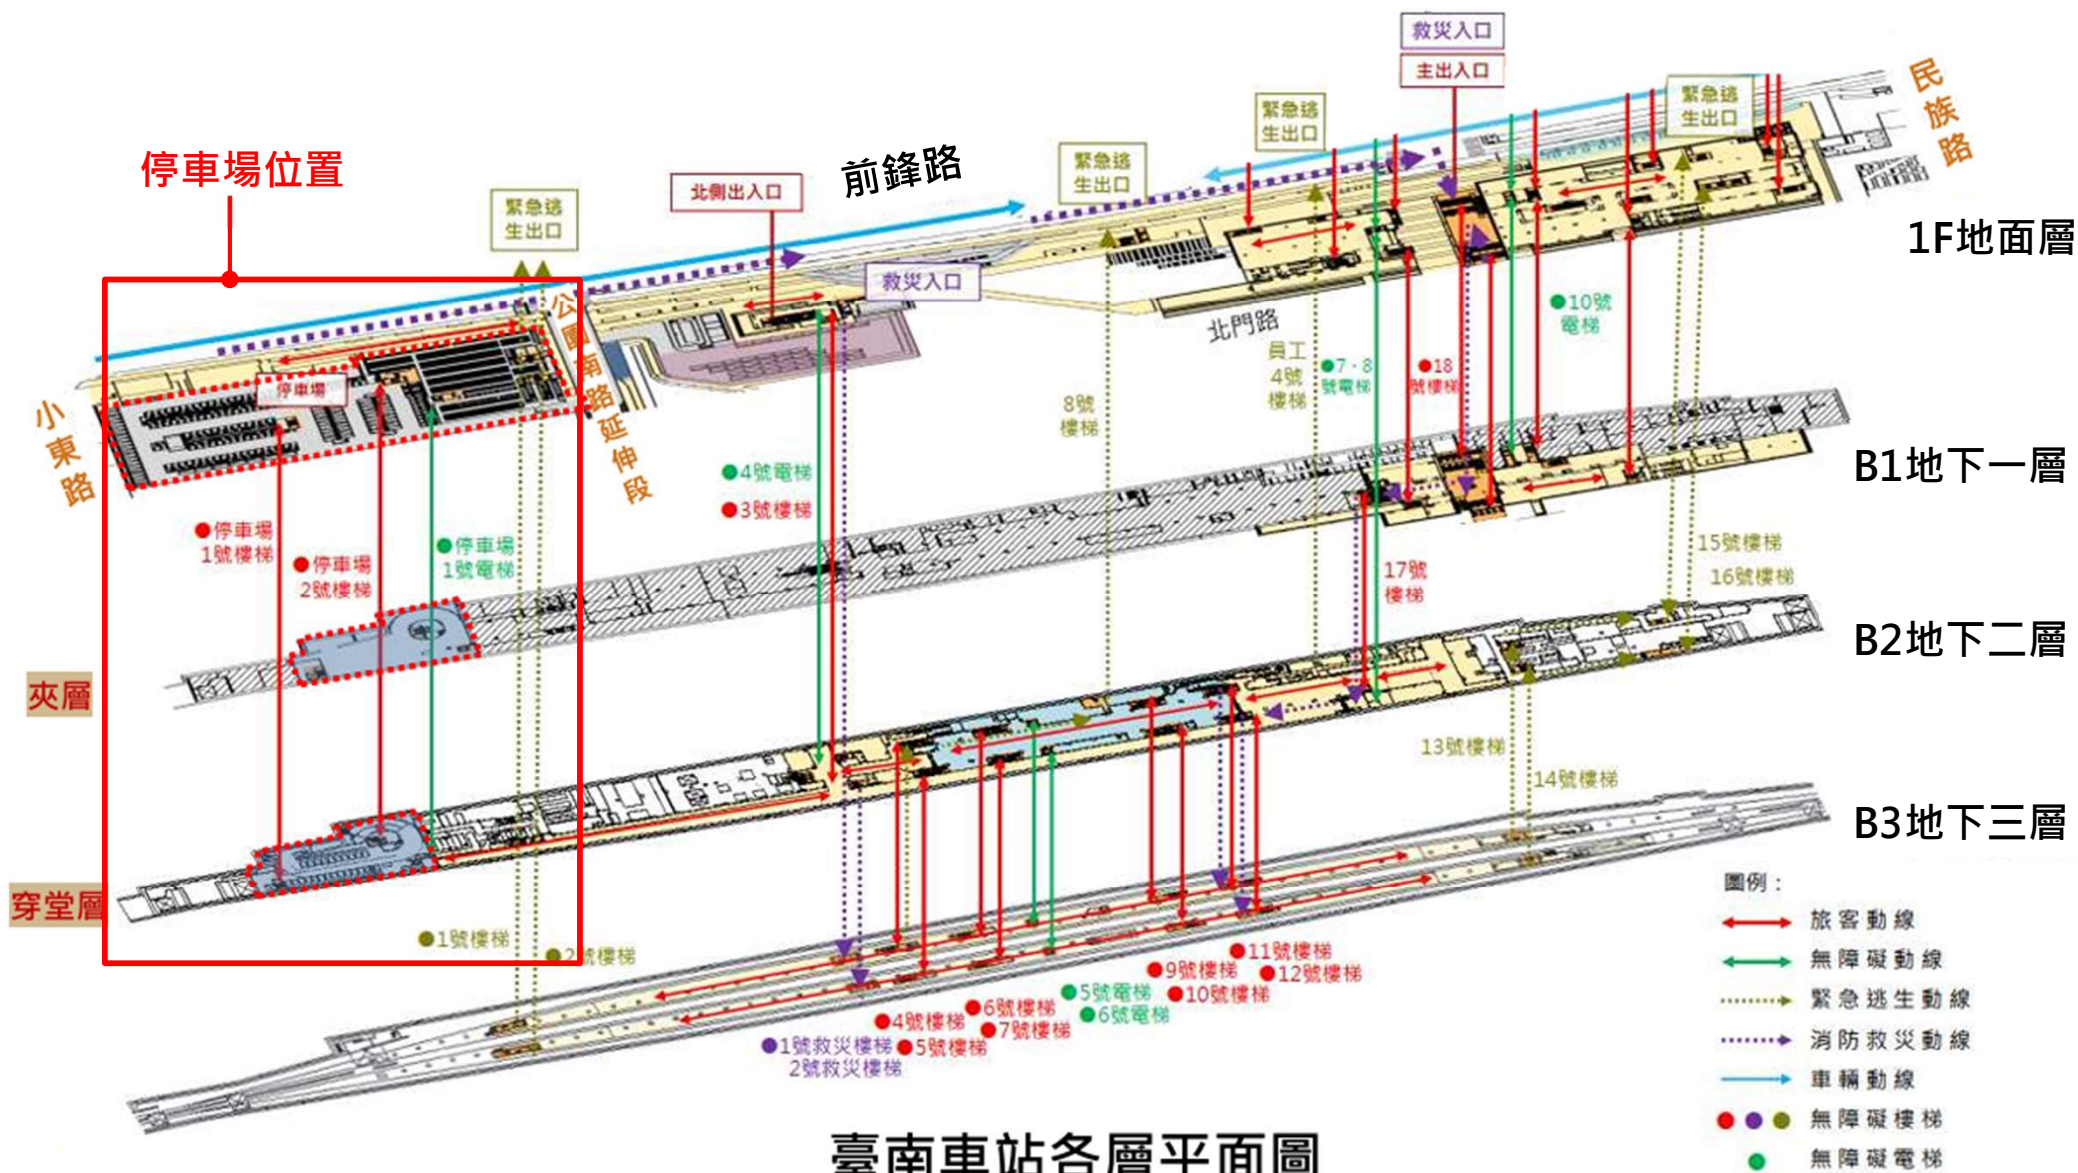 救災入口
主出入口
緊急逃
生出口
緊急逃
生出口
民族路
停車場位置
前鋒路
緊急逃
生出口
北側出入口
緊急逃
生出口
1F地面層
救災入口
公園南路延伸段
北門路
10號
電梯
員工
4號
樓梯
7、8
號電梯
18
號樓梯
停車場
小東路
8號
樓梯
4號電梯
3號樓梯
B1地下一層
停車場
1號樓梯
停車場
2號樓梯
停車場
1號電梯
15號樓梯
16號樓梯
17號
樓梯
B2地下二層
夾層
13號樓梯
14號樓梯
B3地下三層
穿堂層
1號樓梯
2號樓梯
11號樓梯
9號樓梯
12號樓梯
5號電梯
10號樓梯
6號樓梯
6號電梯
4號樓梯
7號樓梯
1號救災樓梯
5號樓梯
2號救災樓梯
圖例：
旅客動線
無障礙動線
緊急逃生動線
消防救災動線
車輛動線
無障礙樓梯
無障礙電梯
臺南車站各層平面圖